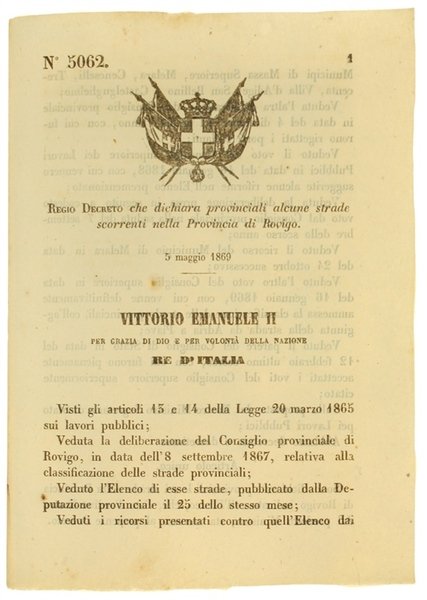 N° 5062.
1
REGIO DECRETO che dichiara provinciali alcune strade
scorrenti nella Provincia di Rovigo.
5 maggio 1869
VITTORIO EMANUELE II
PER GRAZIA DI DIO E PER VOLONTÀ DELLA NAZIONE
RE D'ITALIA
Visti gli articoli 13 e 14 della Legge 20 marzo 1865
sui lavori pubblici;
Veduta la deliberazione del Consiglio provinciale di
Rovigo, in data dell'8 settembre 1867, relativa alla
classificazione delle strade provinciali;
Veduto l'Elenco di esse strade, pubblicato dalla De-
putazione provinciale il 25 dello stesso mese;
Veduti i ricorsi presentati contro quell'Elenco dai